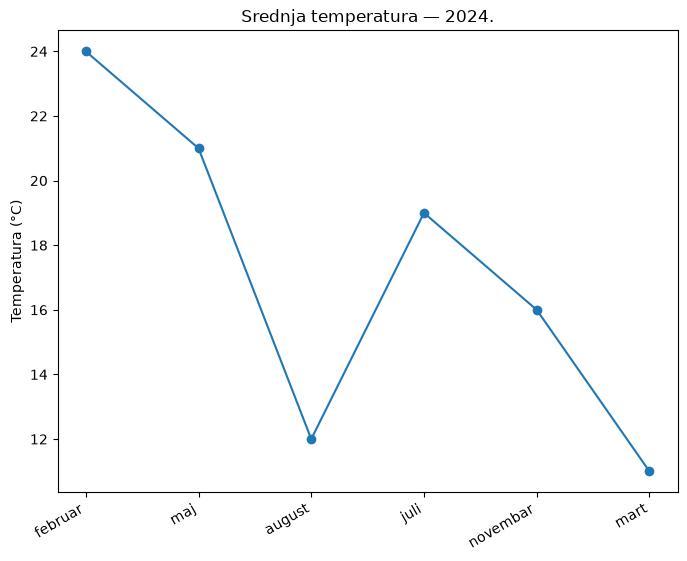 Srednja temperatura — 2024.
Temperatura (°C)
24
22
20
18
16
14
12
februar
maj
august
juli
novembar
mart